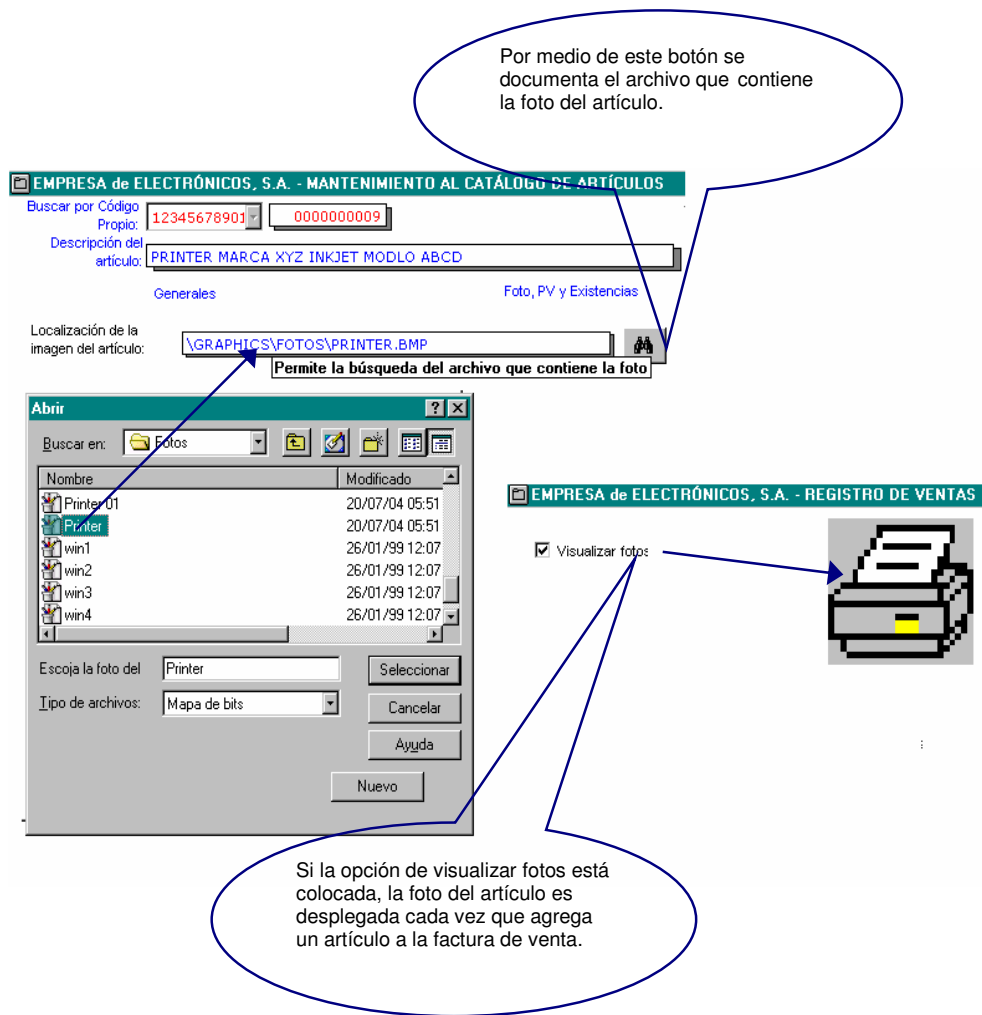 Por medio de este botón se
documenta el archivo que contiene
la foto del artículo.
EMPRESA de ELECTRÓNICOS, S.A. - MANTENIMIENTO AL CATÁLOGO DE ARTÍCULOS
Buscar por Código
Propio:
12345678901
0000000009
Descripción del
artículo:
PRINTER MARCA XYZ INKJET MODLO ABCD
Generales
Foto, PV y Existencias
Localización de la
imagen del artículo:
\GRAPHICS\FOTOS\PRINTER.BMP
Permite la búsqueda del archivo que contiene la foto
Abrir
Buscar en:
Fotos
Nombre
Modificado
Printer 01
20/07/04 05:51
Printer
20/07/04 05:51
win1
26/01/99 12:07
win2
26/01/99 12:07
win3
26/01/99 12:07
win4
26/01/99 12:07
Escoja la foto del
Printer
Seleccionar
Tipo de archivos:
Mapa de bits
Cancelar
Ayuda
Nuevo
EMPRESA de ELECTRÓNICOS, S.A. - REGISTRO DE VENTAS
Visualizar fotos
Si la opción de visualizar fotos está
colocada, la foto del artículo es
desplegada cada vez que agrega
un artículo a la factura de venta.